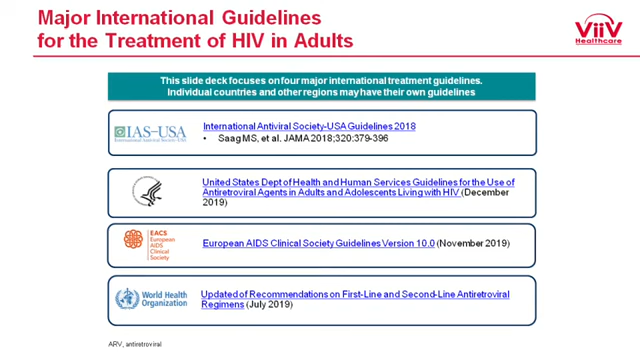 Major International Guidelines
for the Treatment of HIV in Adults
ViiV
Healthcare
This slide deck focuses on four major international treatment guidelines.
Individual countries and other regions may have their own guidelines
IAS–USA
International Antiviral Society–USA
International Antiviral Society-USA Guidelines 2018
• Saag MS, et al. JAMA 2018;320:379-396
United States Dept of Health and Human Services Guidelines for the Use of
Antiretroviral Agents in Adults and Adolescents Living with HIV (December
2019)
EACS
European
AIDS
Clinical
Society
European AIDS Clinical Society Guidelines Version 10.0 (November 2019)
World Health
Organization
Updated of Recommendations on First-Line and Second-Line Antiretroviral
Regimens (July 2019)
ARV, antiretroviral